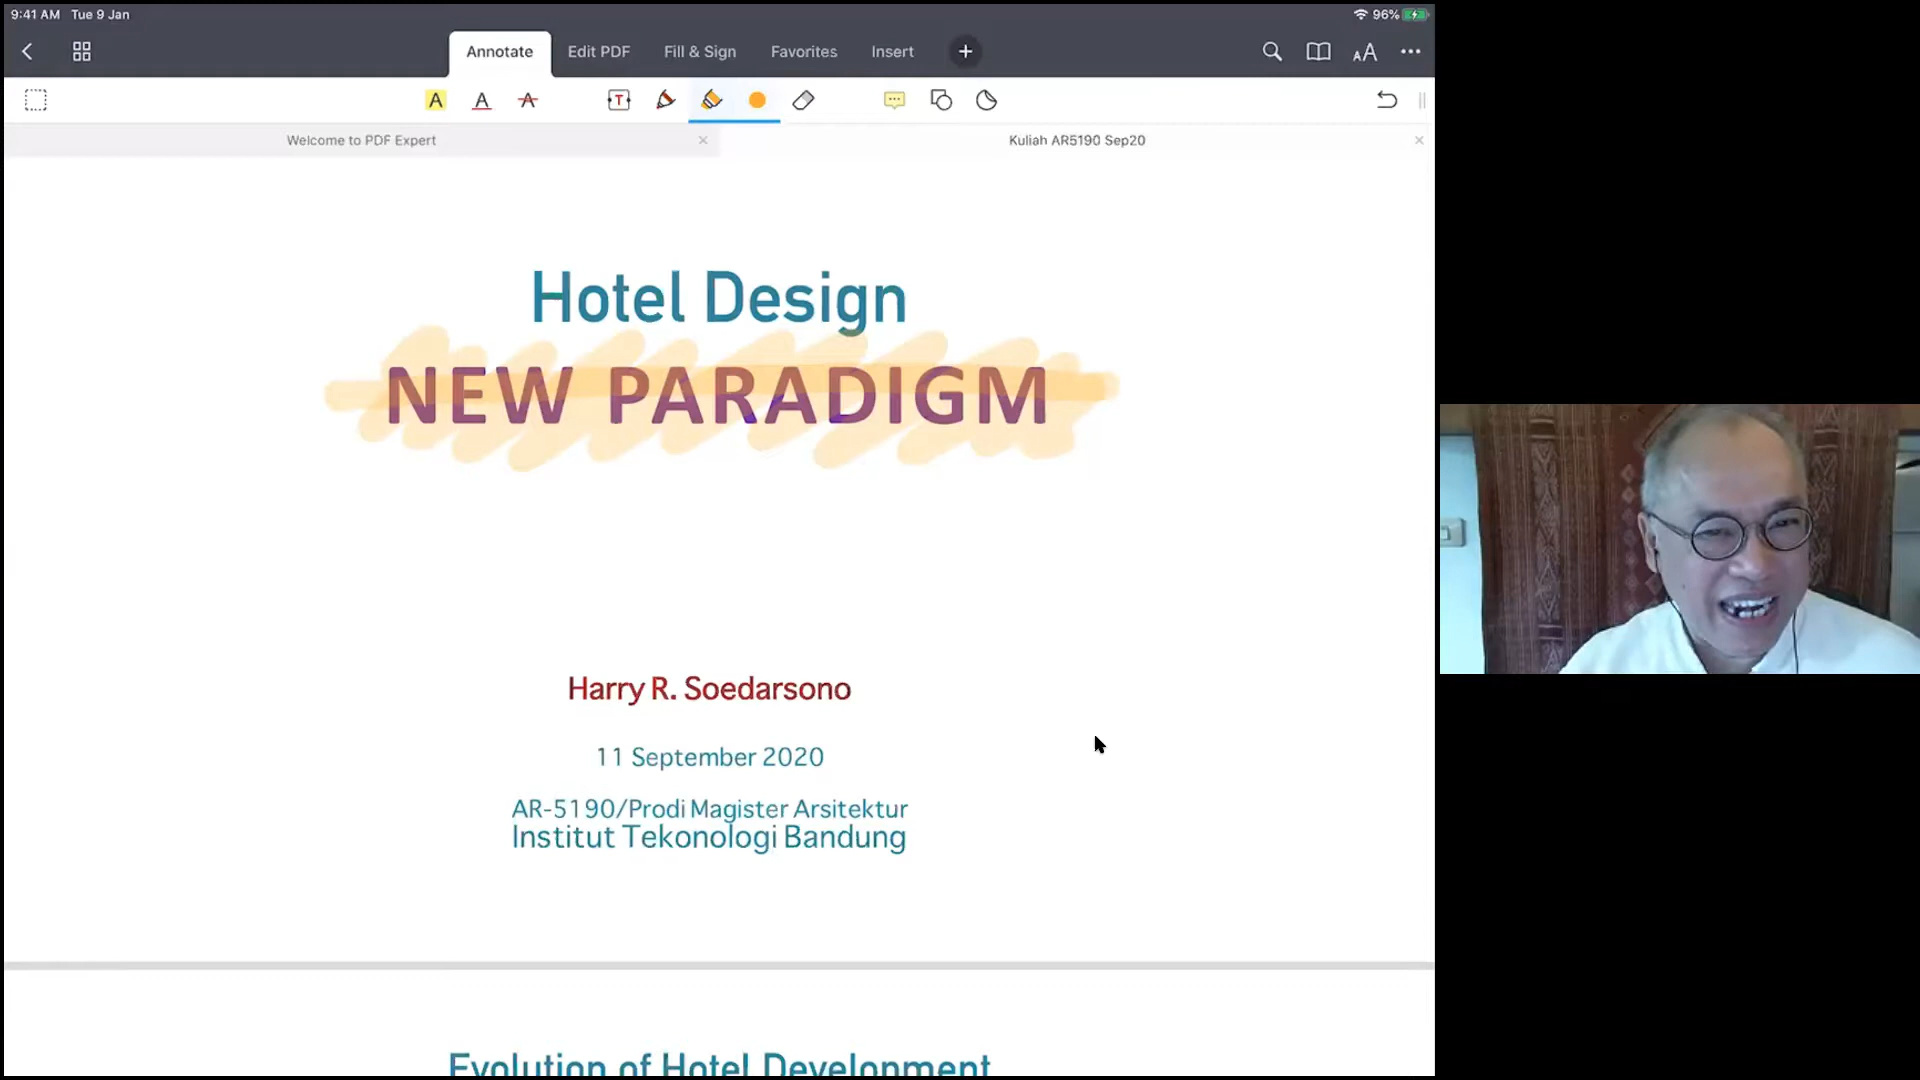 9:41 AM Tue 9 Jan 96%
Annotate Edit PDF Fill & Sign Favorites Insert
AA
A A A T
Welcome to PDF Expert Kuliah AR5190 Sep20
Hotel Design
NEW PARADIGM
Harry R. Soedarsono
11 September 2020
AR-5190/Prodi Magister Arsitektur
Institut Tekonologi Bandung
Evolution of Hotel Development